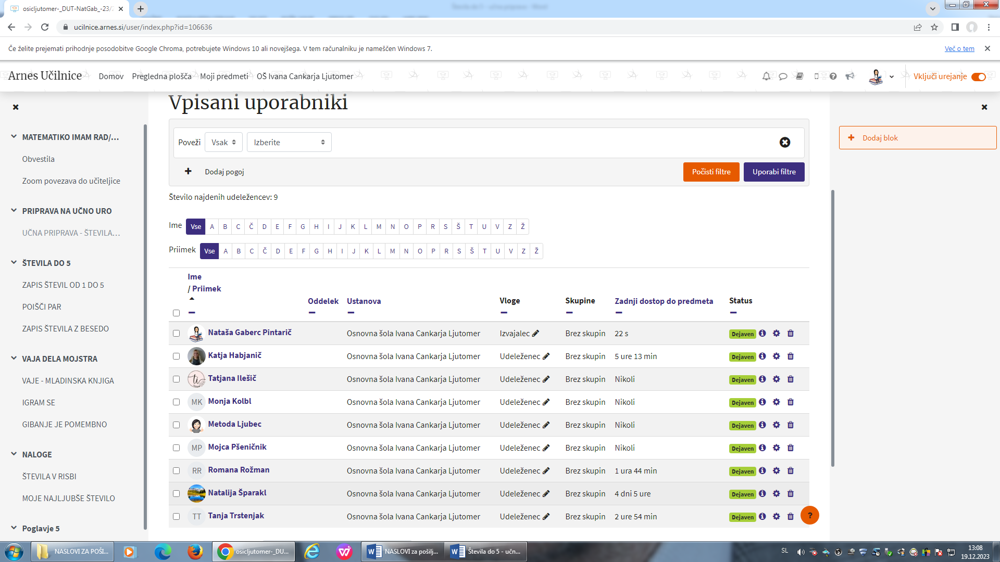 osicljutomer-_DUT-NatGab_-23/2
ucilnice.arnes.si/user/index.php?id=106636
Če želite prejemati prihodnje posodobitve Google Chroma, potrebujete Windows 10 ali novejšega. V tem računalniku je nameščen Windows 7.
Več o tem
Arnes Učilnice
Domov
Pregledna plošča
Moji predmeti
OŠ Ivana Cankarja Ljutomer
Vključi urejanje
MATEMATIKO IMAM RAD/...
Obvestila
Zoom povezava do učiteljice
PRIPRAVA NA UČNO URO
UČNA PRIPRAVA - ŠTEVILA...
ŠTEVILA DO 5
ZAPIS ŠTEVIL OD 1 DO 5
POIŠČI PAR
ZAPIS ŠTEVILA Z BESEDO
VAJA DELA MOJSTRA
VAJE - MLADINSKA KNJIGA
IGRAM SE
GIBANJE JE POMEMBNO
NALOGE
ŠTEVILA V RISBI
MOJE NAJLJUBŠE ŠTEVILO
Poglavje 5
Vpisani uporabniki
Poveži Vsak Izberite
Dodaj pogoj
Počisti filtre
Uporabi filtre
Število najdenih udeležencev: 9
Ime Vse A B C Č D E F G H I J K L M N O P R S Š T U V Z Ž
Priimek Vse A B C Č D E F G H I J K L M N O P R S Š T U V Z Ž
Ime
/ Priimek
Oddelek Ustanova Vloge Skupine Zadnji dostop do predmeta Status
Nataša Gaberc Pintarič Osnovna šola Ivana Cankarja Ljutomer Izvajalec Brez skupin 22 s Dejaven
Katja Habjanič Osnovna šola Ivana Cankarja Ljutomer Udeleženec Brez skupin 5 ure 13 min Dejaven
ti Tatjana Ilešič Osnovna šola Ivana Cankarja Ljutomer Udeleženec Brez skupin Nikoli Dejaven
MK Monja Kolbl Osnovna šola Ivana Cankarja Ljutomer Udeleženec Brez skupin Nikoli Dejaven
Metoda Ljubec Osnovna šola Ivana Cankarja Ljutomer Udeleženec Brez skupin Nikoli Dejaven
MP Mojca Pšeničnik Osnovna šola Ivana Cankarja Ljutomer Udeleženec Brez skupin Nikoli Dejaven
RR Romana Rožman Osnovna šola Ivana Cankarja Ljutomer Udeleženec Brez skupin 1 ura 44 min Dejaven
Natalija Šparakl Osnovna šola Ivana Cankarja Ljutomer Udeleženec Brez skupin 4 dni 5 ure Dejaven
TT Tanja Trstenjak Osnovna šola Ivana Cankarja Ljutomer Udeleženec Brez skupin 2 ure 54 min Dejaven
?
Dodaj blok
NASLOVI ZA POŠI...
osicljutomer-_DU...
NASLOVI za pošilj...
Števila do 5 - učn...
SL
13:08
19.12.2023